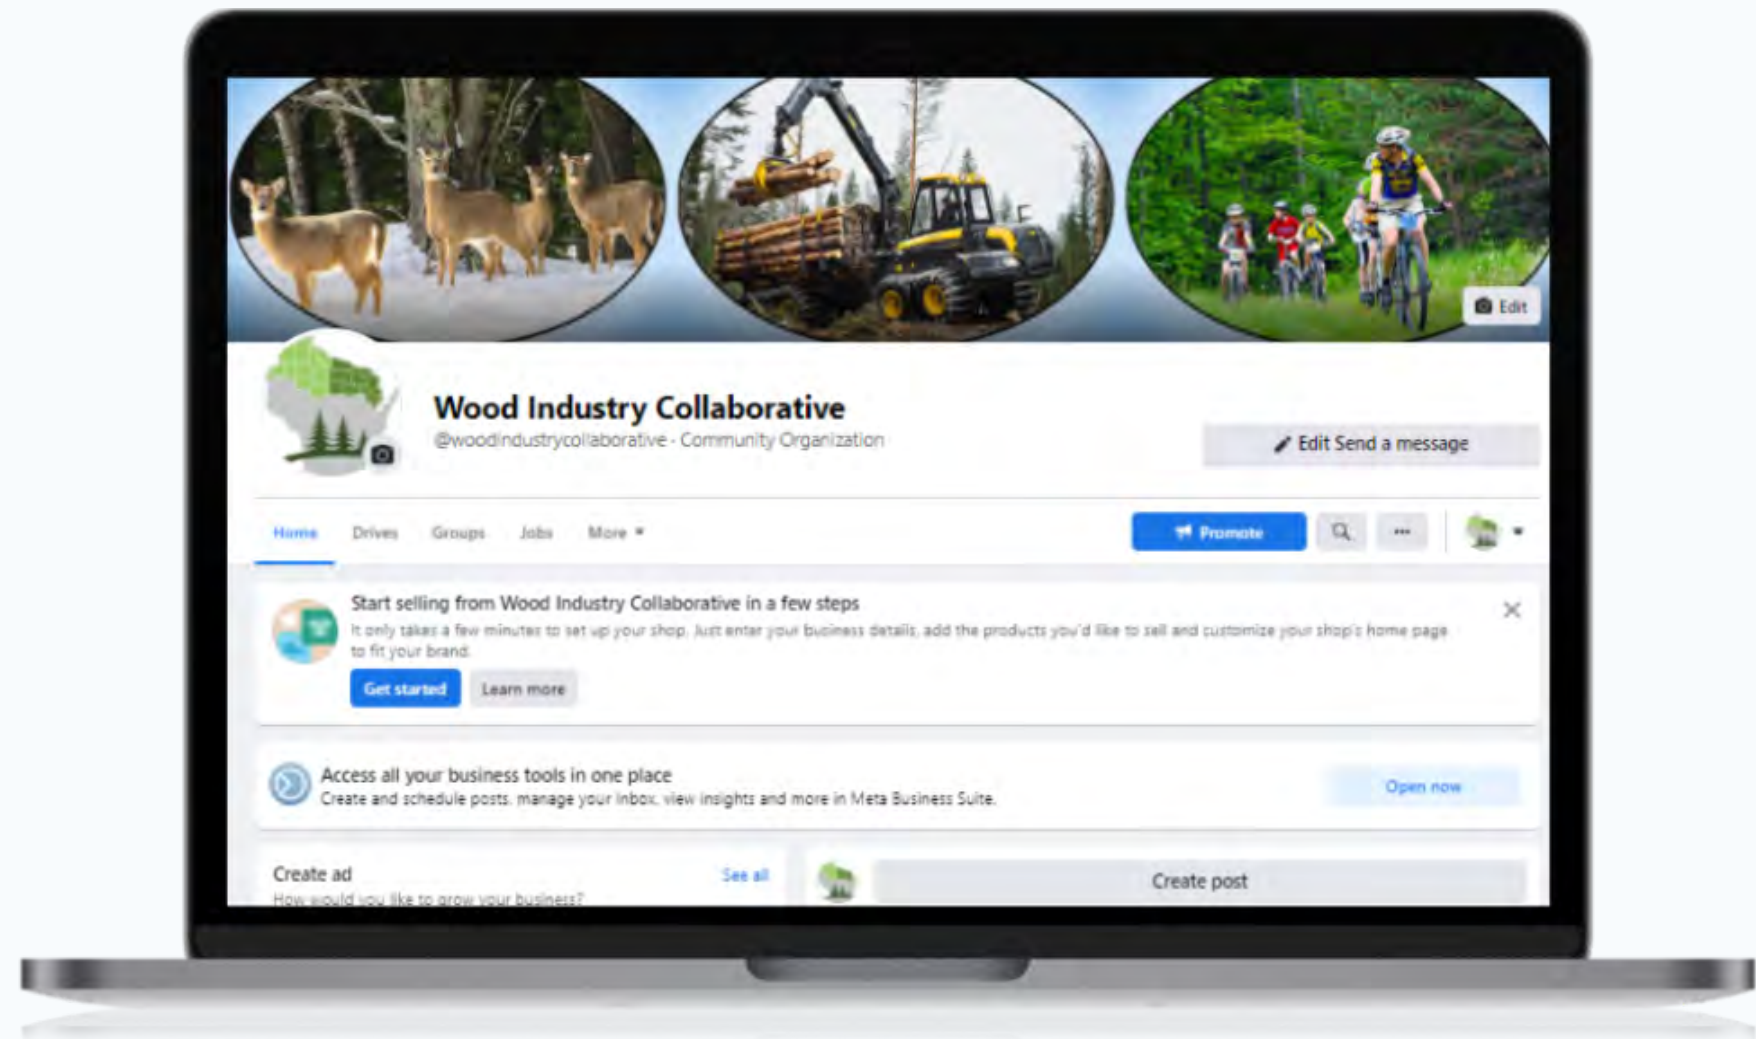 Edit
Wood Industry Collaborative
@woodindustrycollaborative · Community Organization
Edit Send a message
Home Drives Groups Jobs More
Promote
Start selling from Wood Industry Collaborative in a few steps
It only takes a few minutes to set up your shop. Just enter your business details, add the products you'd like to sell and customize your shop's home page
to fit your brand.
Get started Learn more
Access all your business tools in one place
Create and schedule posts, manage your inbox, view insights and more in Meta Business Suite.
Open now
Create ad See all
How would you like to grow your business?
Create post